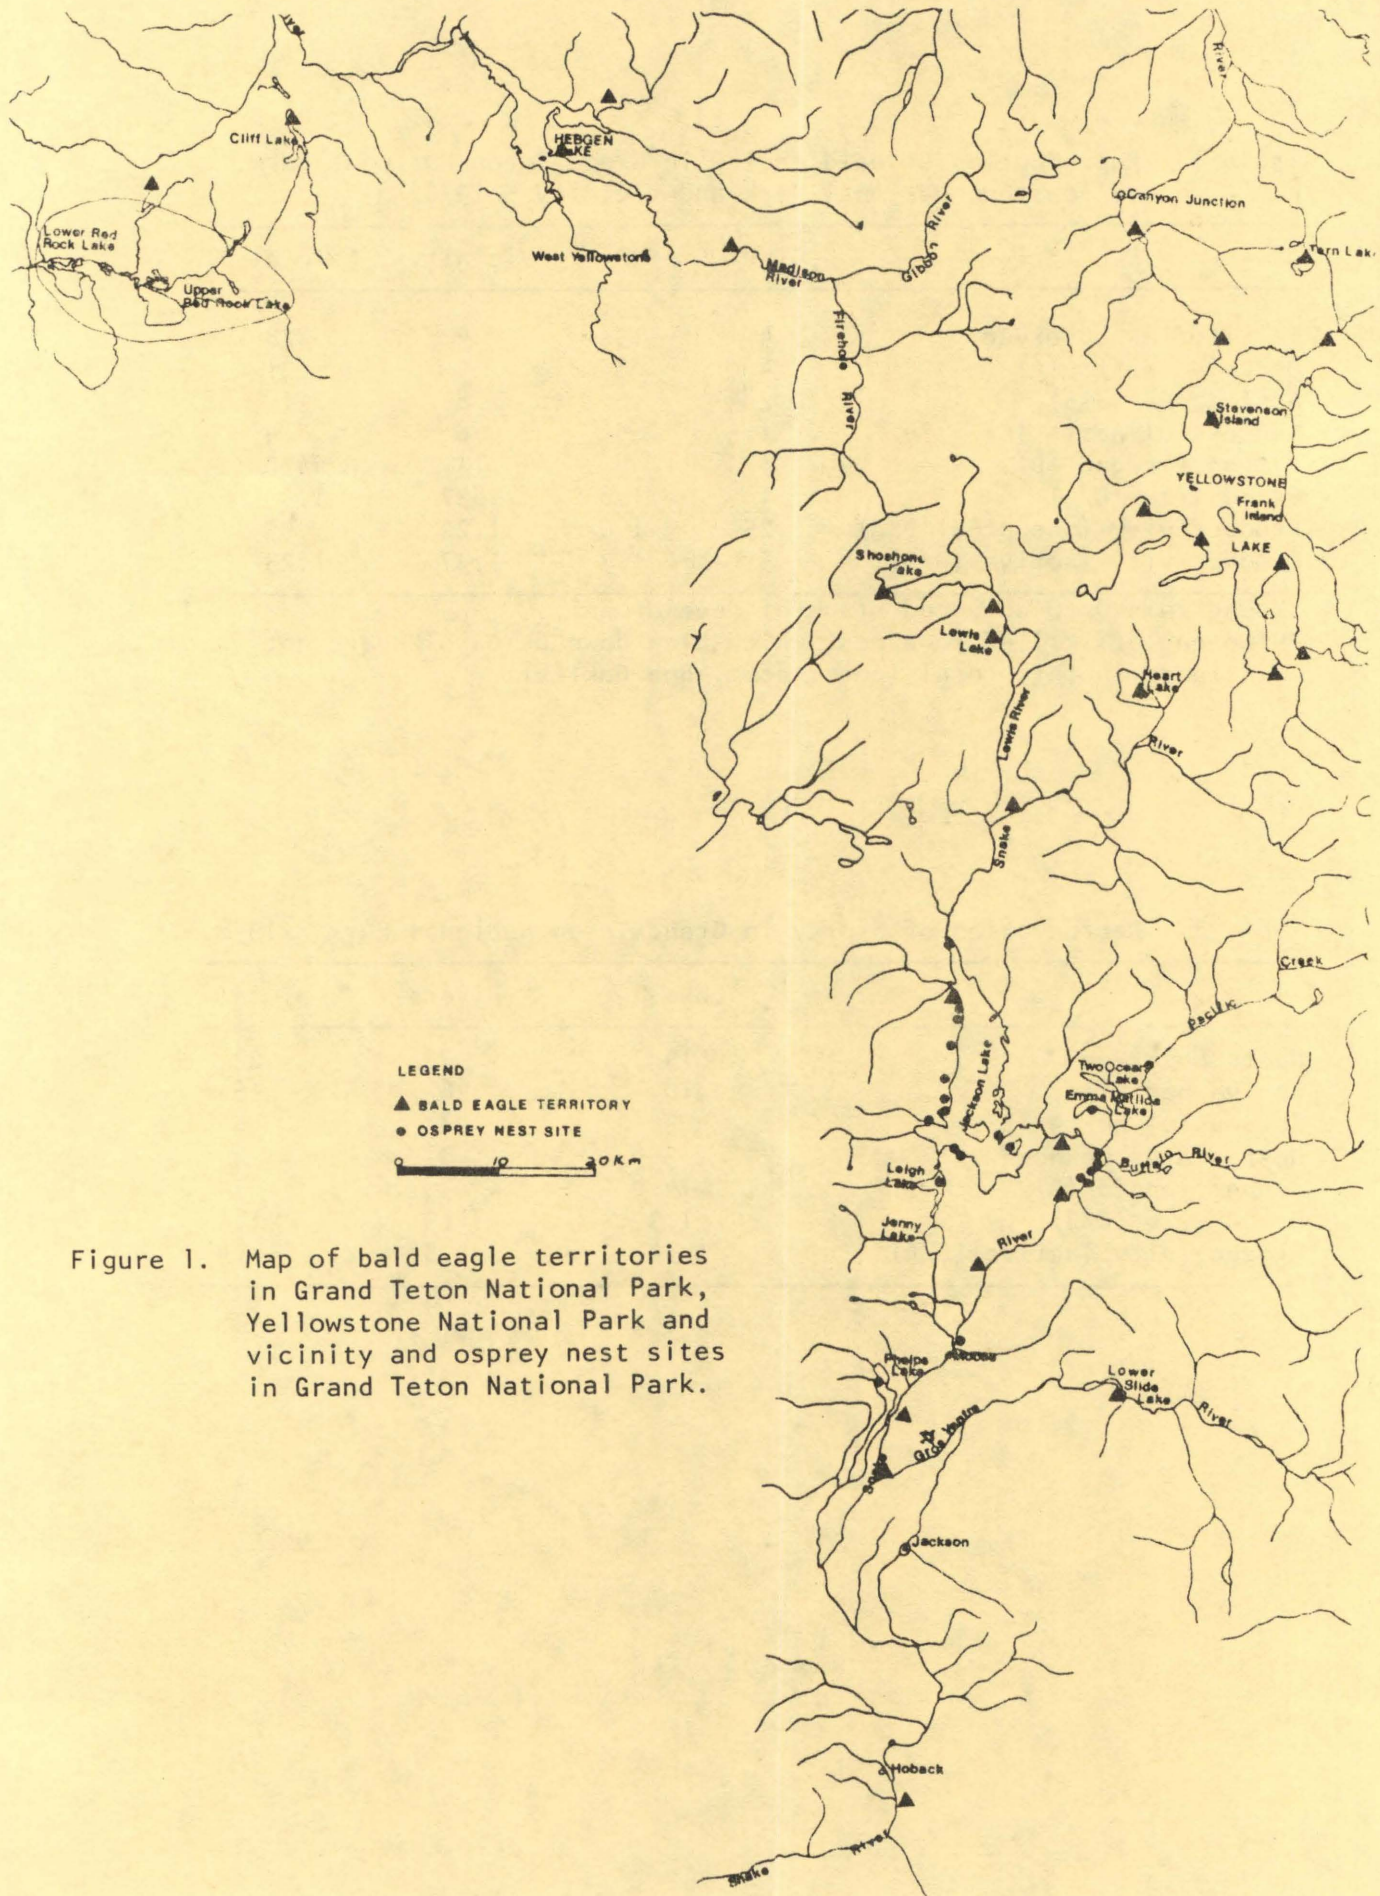 River
Cliff Lake
HEBGEN
LAKE
Lower Red
Rock Lake
Upper
Red Rock Lake
West Yellowstone
Madison
River
Gibbon River
Firehole
River
Canyon Junction
Tern Lak
Stevenson
Island
YELLOWSTONE
Frank
Island
LAKE
Shoshone
Lake
Lewis
Lake
Lewis River
Heart
Lake
River
Snake
Creek
Pacific
Two Ocean
Lake
Emma Matilda
Lake
Jackson Lake
Buffalo River
Leigh
Lake
Jenny
Lake
River
LEGEND
▲ BALD EAGLE TERRITORY
● OSPREY NEST SITE
0 10 20 Km
Figure 1. Map of bald eagle territories
in Grand Teton National Park,
Yellowstone National Park and
vicinity and osprey nest sites
in Grand Teton National Park.
Phelps
Lake
Moose
Lower
Slide
Lake
River
Gros Ventre
Snake
Jackson
Hoback
River
Snake